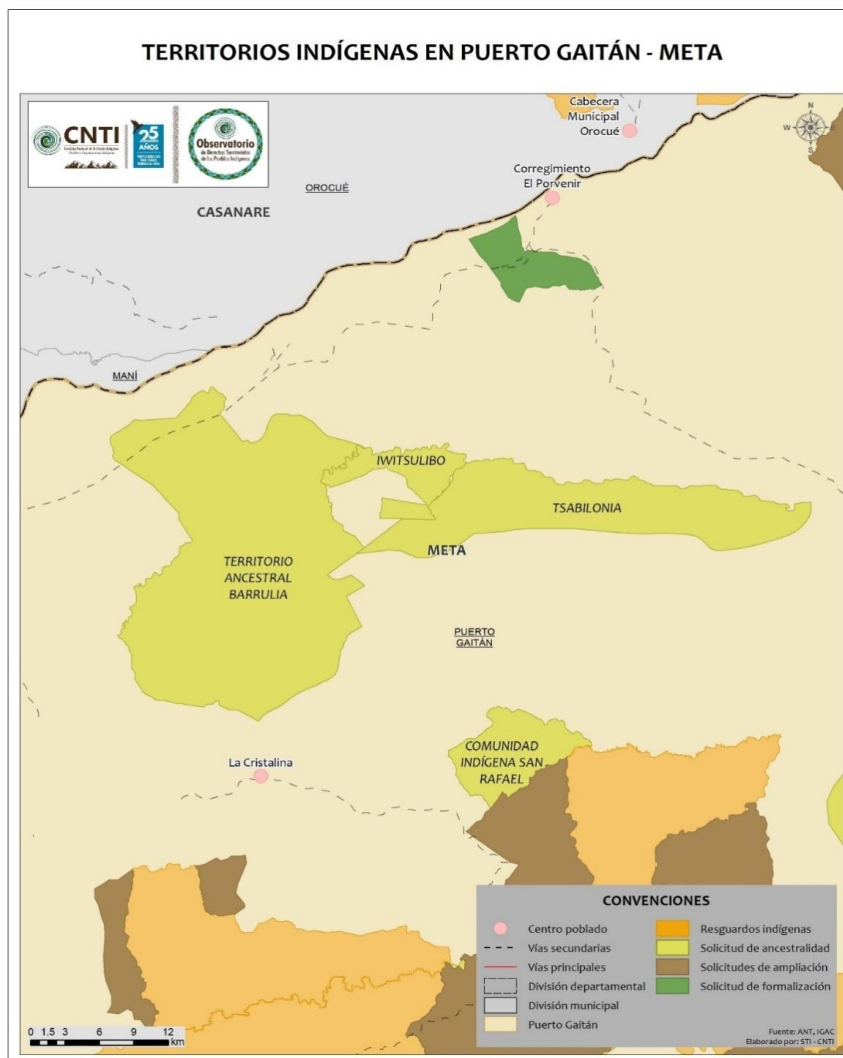 TERRITORIOS INDÍGENAS EN PUERTO GAITÁN - META
CNTI
25
AÑOS
Observatorio
de Derechos Territoriales
de los Pueblos Indígenas
Cabecera
Municipal
Orocué
N
W
E
S
Corregimiento
El Porvenir
OROCUÉ
CASANARE
MANÍ
IWITSULIBO
TSABILONIA
META
TERRITORIO
ANCESTRAL
BARRULIA
PUERTO
GAITÁN
COMUNIDAD
INDÍGENA SAN
RAFAEL
La Cristalina
CONVENCIONES
Centro poblado
Vías secundarias
Vías principales
División departamental
División municipal
Puerto Gaitán
Resguardos indígenas
Solicitud de ancestralidad
Solicitudes de ampliación
Solicitud de formalización
Fuente: ANT, IGAC
Elaborado por: STI - CNTI
0 1.5 3 6 9 12
km